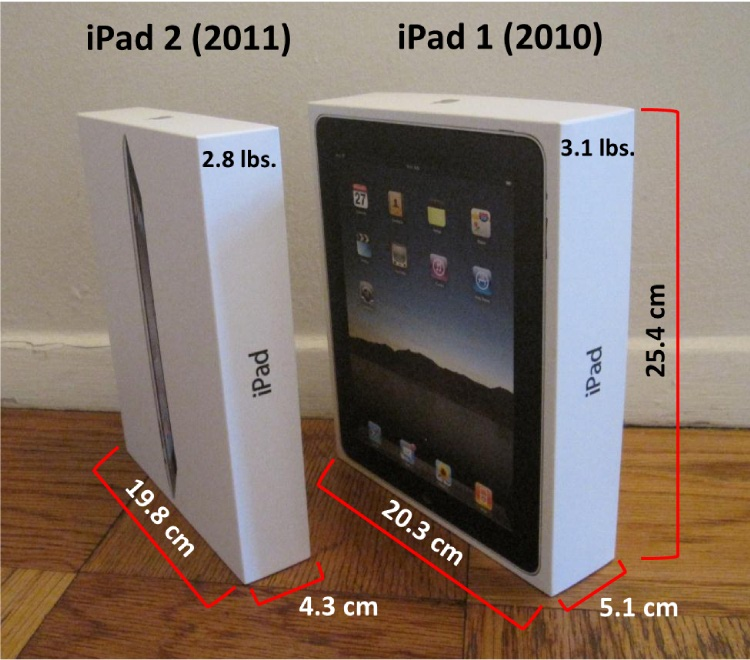 iPad 2 (2011)
iPad 1 (2010)
2.8 lbs.
3.1 lbs.
27
iPad
iPad
25.4 cm
19.8 cm
20.3 cm
4.3 cm
5.1 cm